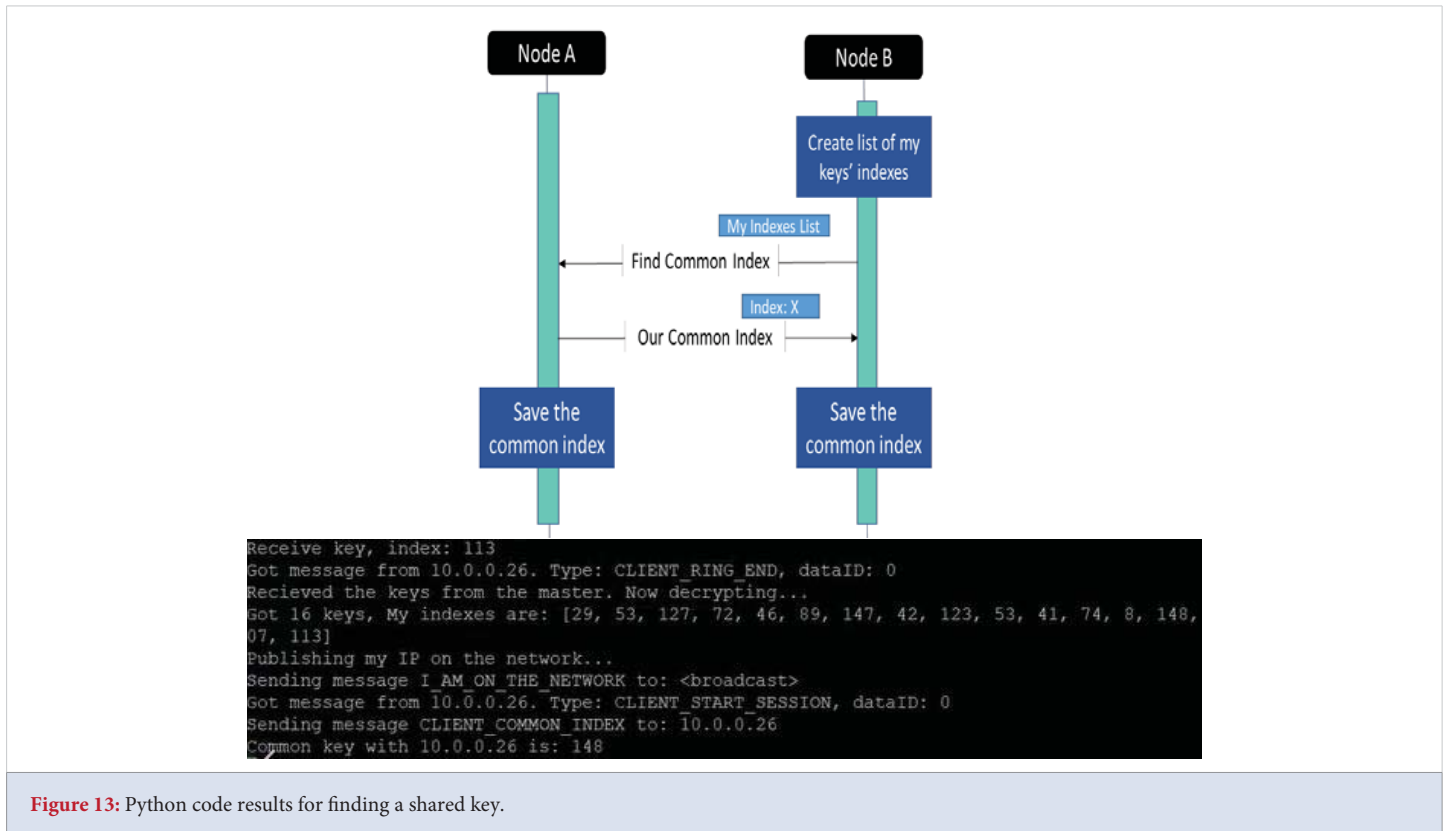 Node A
Node B
Create list of my
keys' indexes
My Indexes List
Find Common Index
Index: X
Our Common Index
Save the
common index
Save the
common index
Receive key, index: 113
Got message from 10.0.0.26. Type: CLIENT_RING_END, dataID: 0
Recieved the keys from the master. Now decrypting...
Got 16 keys, My indexes are: [29, 53, 127, 72, 46, 89, 147, 42, 123, 53, 41, 74, 8, 148,
07, 113]
Publishing my IP on the network...
Sending message I_AM_ON_THE_NETWORK to: <broadcast>
Got message from 10.0.0.26. Type: CLIENT_START_SESSION, dataID: 0
Sending message CLIENT_COMMON_INDEX to: 10.0.0.26
Common key with 10.0.0.26 is: 148
Figure 13: Python code results for finding a shared key.